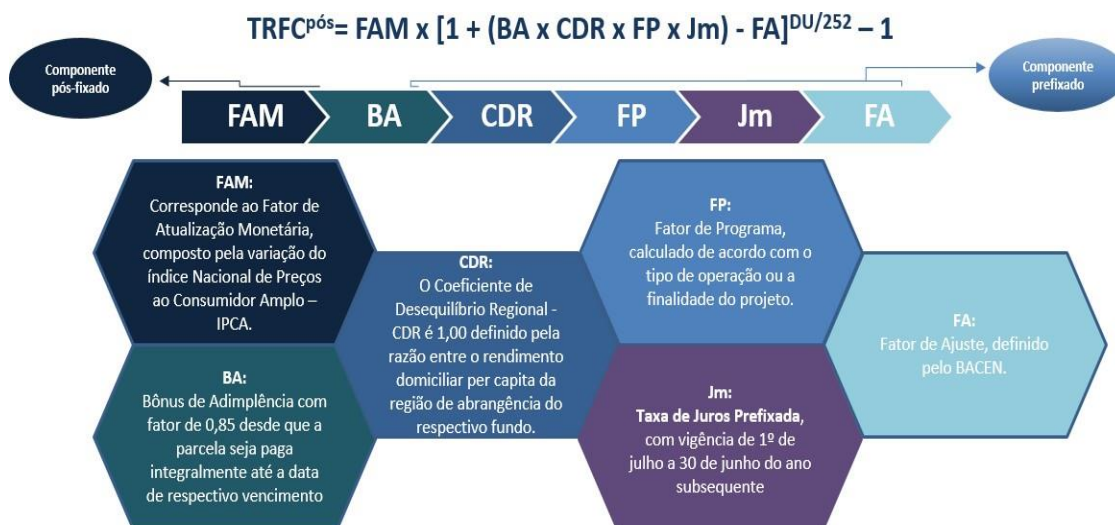 TRFCpós= FAM x [1 + (BA x CDR x FP x Jm) - FA]DU/252 – 1
Componente
pós-fixado
Componente
prefixado
FAM
BA
CDR
FP
Jm
FA
FAM:
Corresponde ao Fator de
Atualização Monetária,
composto pela variação do
índice Nacional de Preços
ao Consumidor Amplo –
IPCA.
BA:
Bônus de Adimplência com
fator de 0,85 desde que a
parcela seja paga
integralmente até a data
de respectivo vencimento
CDR:
O Coeficiente de
Desequilíbrio Regional -
CDR é 1,00 definido pela
razão entre o rendimento
domiciliar per capita da
região de abrangência do
respectivo fundo.
FP:
Fator de Programa,
calculado de acordo com o
tipo de operação ou a
finalidade do projeto.
Jm:
Taxa de Juros Prefixada,
com vigência de 1º de
julho a 30 de junho do ano
subsequente
FA:
Fator de Ajuste, definido
pelo BACEN.